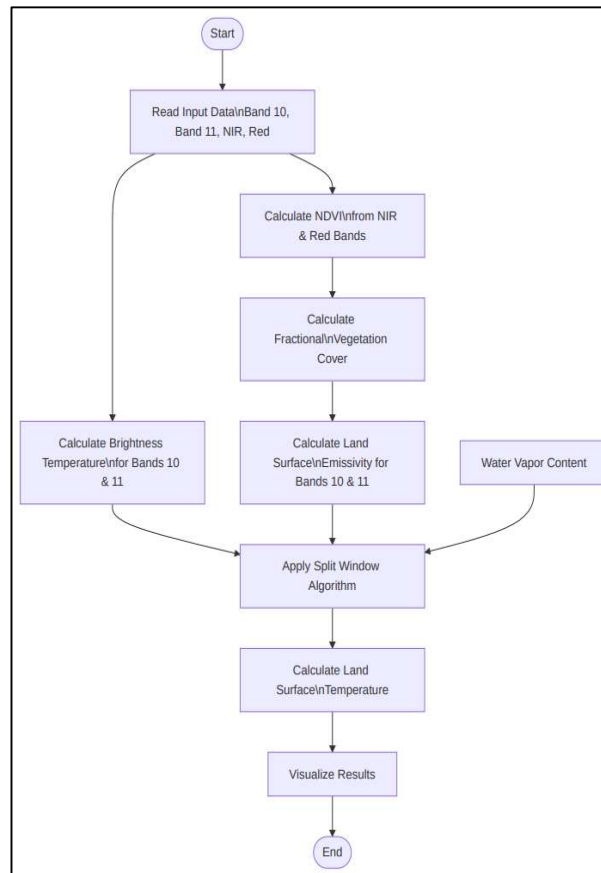 Start
Read Input Data\nBand 10,
Band 11, NIR, Red
Calculate NDVI\nfrom NIR
& Red Bands
Calculate
Fractional\nVegetation
Cover
Calculate Brightness
Temperature\nfor Bands 10
& 11
Calculate Land
Surface\nEmissivity for
Bands 10 & 11
Water Vapor Content
Apply Split Window
Algorithm
Calculate Land
Surface\nTemperature
Visualize Results
End